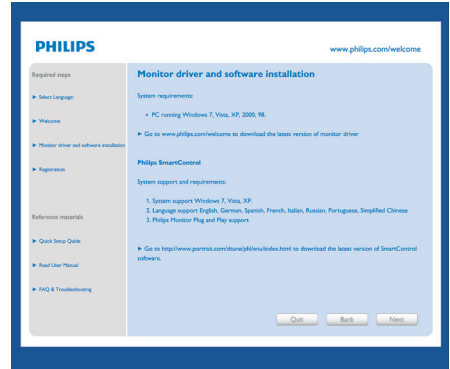 PHILIPS
www.philips.com/welcome
Required steps
Select Language:
Welcome
Monitor driver and software installation
Registration
Reference materials
Quick Setup Guide
Read User Manual
FAQ & Troubleshooting
Monitor driver and software installation
System requirements:
• PC running Windows 7, Vista, XP, 2000, 98.
Go to www.philips.com/welcome to download the latest version of monitor driver
Philips SmartControl
System support and requirements:
1. System support Windows 7, Vista, XP.
2. Language support English, German, Spanish, French, Italian, Russian, Portuguese, Simplified Chinese
3. Philips Monitor Plug and Play support
Go to http://www.portrait.com/dtune/phl/enu/index.html to download the latest version of SmartControl
software.
Quit
Back
Next